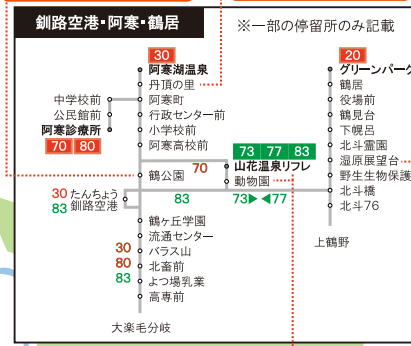 釧路空港・阿寒・鶴居
※一部の停留所のみ記載
30
阿寒湖温泉
丹頂の里
中学校前
阿寒町
公民館前
行政センター前
阿寒診療所
小学校前
70 80
阿寒高校前
70
鶴公園
30 たんちょう
83 釧路空港
83
鶴ヶ丘学園
流通センター
30
バラス山
80
北畜前
83
よつ場乳業
高専前
大楽毛分岐
73 77 83
山花温泉リフレ
動物園
73▶ ◀77
20
グリーンパーク
鶴居
役場前
鶴見台
下幌呂
北斗霊園
湿原展望台
野生生物保護
北斗橋
北斗76
上鶴野